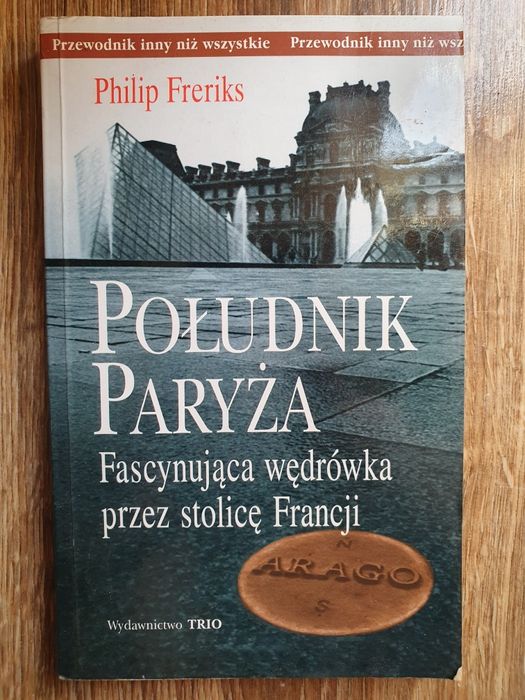 Przewodnik inny niż wszystkie Przewodnik inny niż wsz
Philip Freriks
POŁUDNIK
PARYŻA
Fascynująca wędrówka
przez stolicę Francji
N
ARAGO
S
Wydawnictwo TRIO